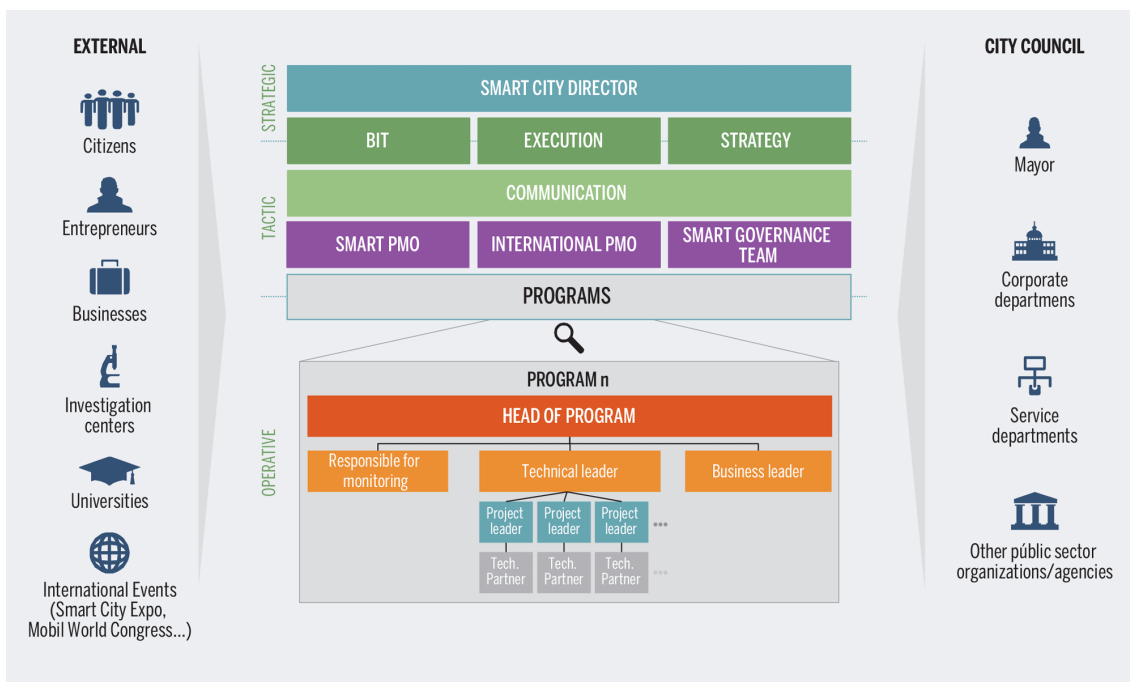 EXTERNAL
Citizens
Entrepreneurs
Businesses
Investigation
centers
Universities
International Events
(Smart City Expo,
Mobil World Congress...)
STRATEGIC
SMART CITY DIRECTOR
BIT
EXECUTION
STRATEGY
TACTIC
COMMUNICATION
SMART PMO
INTERNATIONAL PMO
SMART GOVERNANCE
TEAM
PROGRAMS
OPERATIVE
PROGRAM n
HEAD OF PROGRAM
Responsible for
monitoring
Technical leader
Business leader
Project
leader
Project
leader
Project
leader
...
Tech.
Partner
Tech.
Partner
Tech.
Partner
...
CITY COUNCIL
Mayor
Corporate
departmens
Service
departments
Other público sector
organizations/agencies